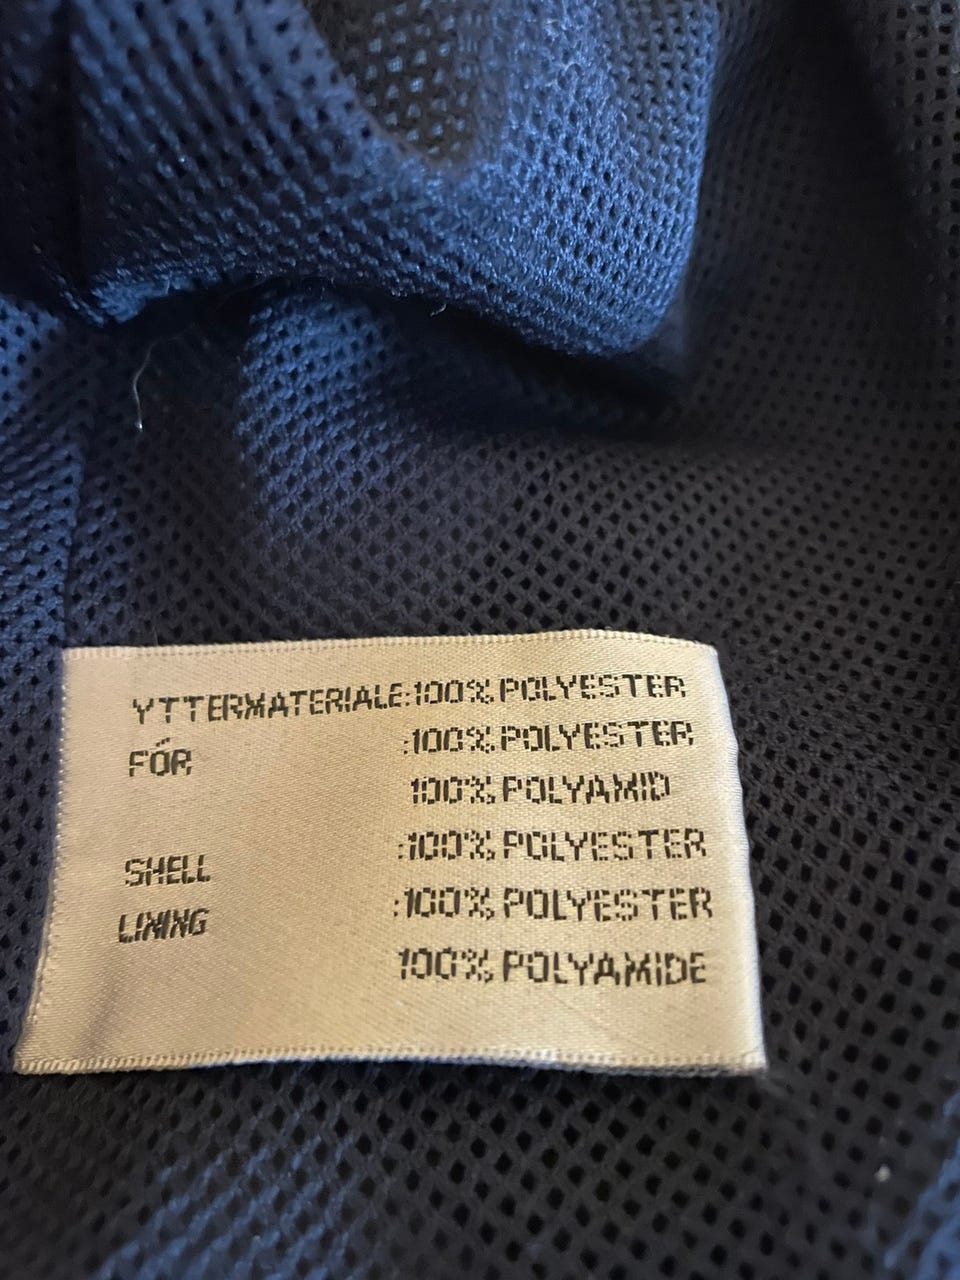 YTTERMATERIALE:100% POLYESTER
FÓR :100% POLYESTER
100% POLYAMID
SHELL :100% POLYESTER
LINING :100% POLYESTER
100% POLYAMIDE